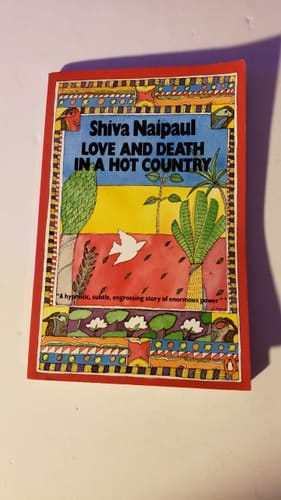 Shiva Naipaul
LOVE AND DEATH
IN A HOT COUNTRY
"A hypnotic, subtle, engrossing story of enormous power"